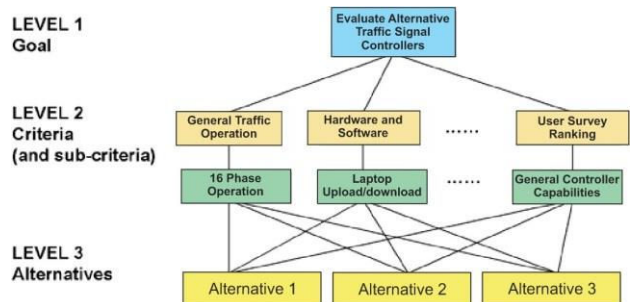 LEVEL 1
Goal
Evaluate Alternative
Traffic Signal
Controllers
LEVEL 2
Criteria
(and sub-criteria)
General Traffic
Operation
Hardware and
Software
......
User Survey
Ranking
16 Phase
Operation
Laptop
Upload/download
......
General Controller
Capabilities
LEVEL 3
Alternatives
Alternative 1
Alternative 2
Alternative 3